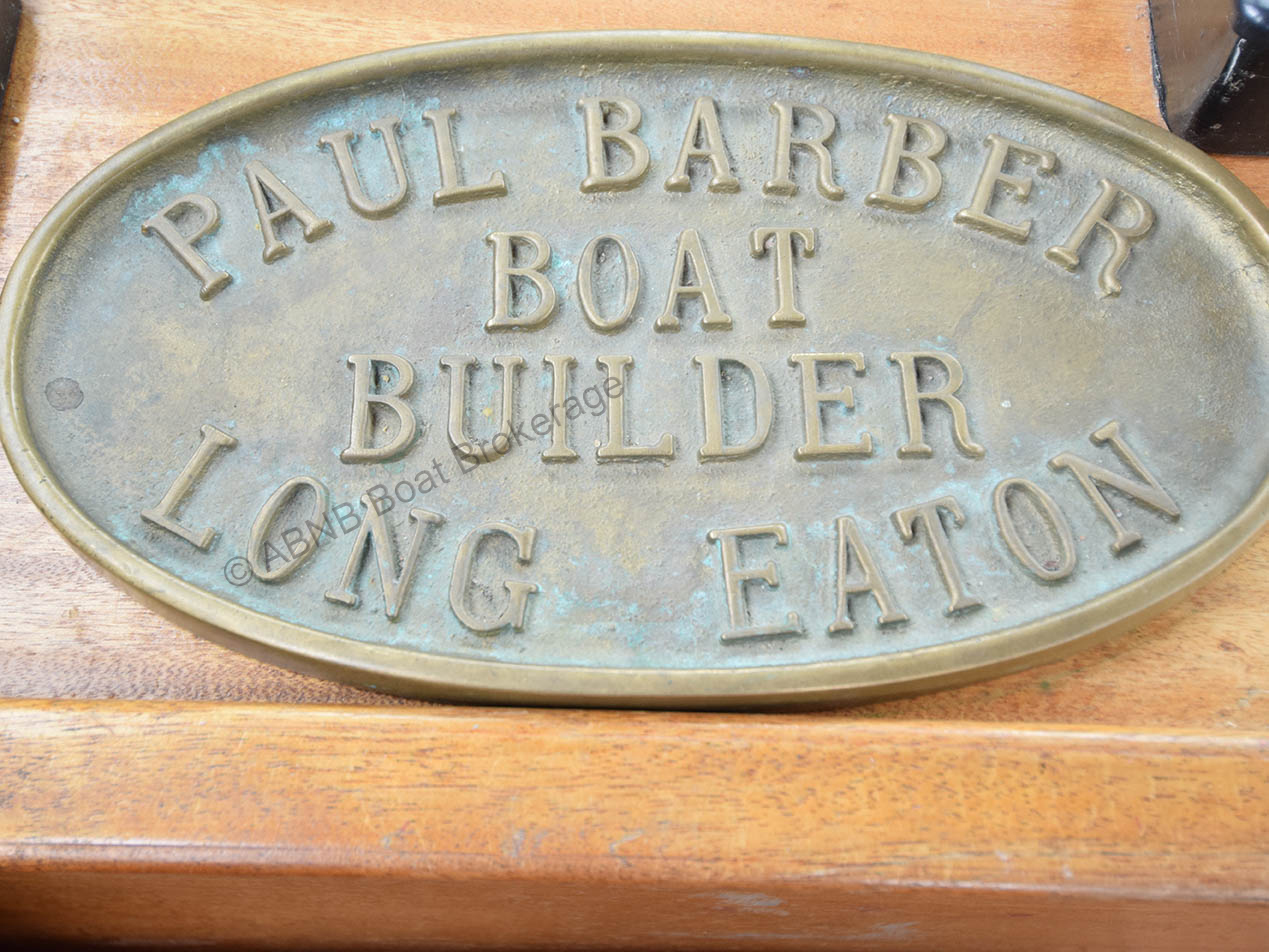 PAUL BARBER
BOAT
BUILDER
LONG EATON
© ABNB Boat Brokerage